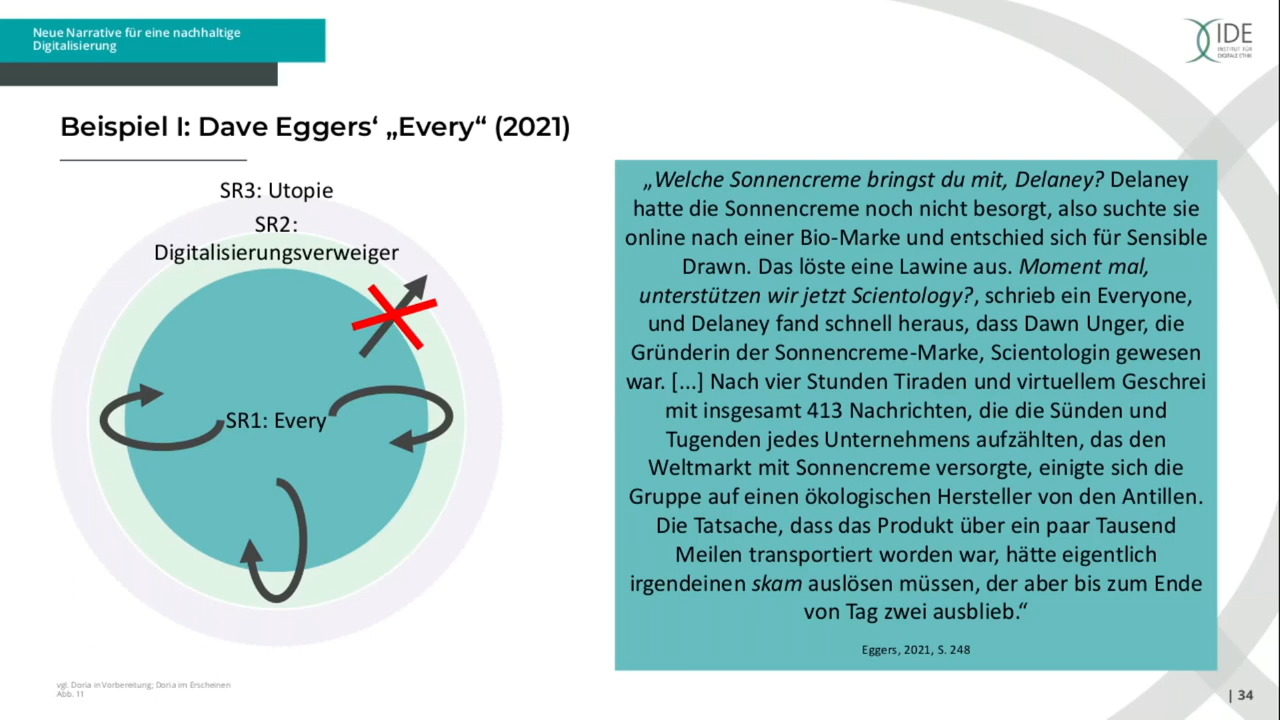 Neue Narrative für eine nachhaltige
Digitalisierung
IDE
INSTITUT FÜR
DIGITALE ETHIK
Beispiel I: Dave Eggers‘ „Every“ (2021)
SR3: Utopie
SR2:
Digitalisierungsverweiger
SR1: Every
„Welche Sonnencreme bringst du mit, Delaney? Delaney
hatte die Sonnencreme noch nicht besorgt, also suchte sie
online nach einer Bio-Marke und entschied sich für Sensible
Drawn. Das löste eine Lawine aus. Moment mal,
unterstützen wir jetzt Scientology?, schrieb ein Everyone,
und Delaney fand schnell heraus, dass Dawn Unger, die
Gründerin der Sonnencreme-Marke, Scientologin gewesen
war. [...] Nach vier Stunden Tiraden und virtuellem Geschrei
mit insgesamt 413 Nachrichten, die die Sünden und
Tugenden jedes Unternehmens aufzählten, das den
Weltmarkt mit Sonnencreme versorgte, einigte sich die
Gruppe auf einen ökologischen Hersteller von den Antillen.
Die Tatsache, dass das Produkt über ein paar Tausend
Meilen transportiert worden war, hätte eigentlich
irgendeinen skam auslösen müssen, der aber bis zum Ende
von Tag zwei ausblieb.“
Eggers, 2021, S. 248
vgl. Doria in Vorbereitung; Doria im Erscheinen
Abb. 11
| 34